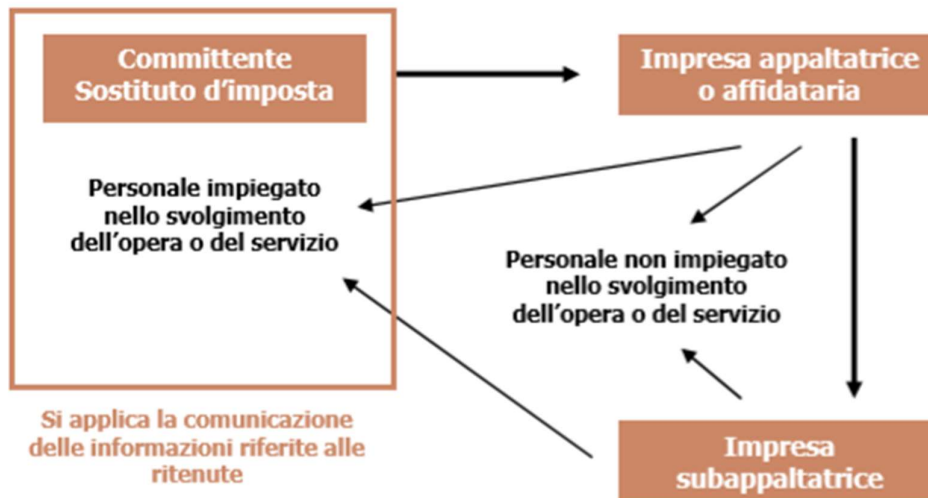 Committente
Sostituto d'imposta
Impresa appaltatrice
o affidataria
Personale impiegato
nello svolgimento
dell'opera o del servizio
Personale non impiegato
nello svolgimento
dell'opera o del servizio
Si applica la comunicazione
delle informazioni riferite alle
ritenute
Impresa
subappaltatrice